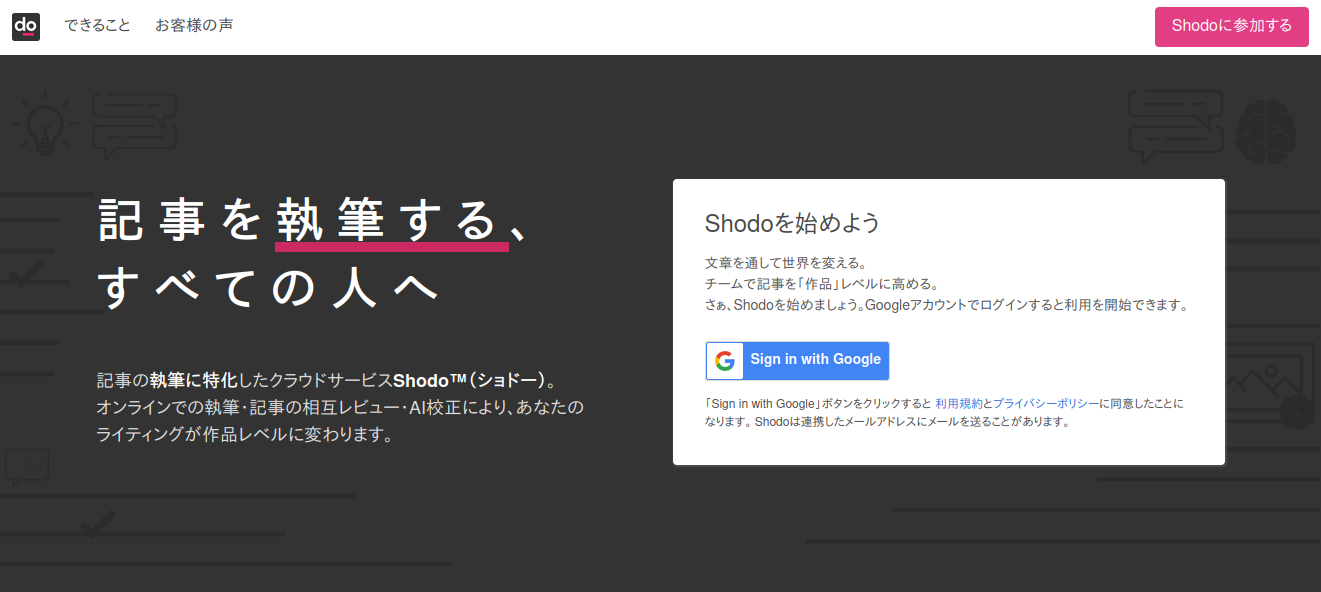 do できること お客様の声 Shodoに参加する
記事を執筆する、
すべての人へ
記事の執筆に特化したクラウドサービスShodo™(ショドー)。
オンラインでの執筆・記事の相互レビュー・AI校正により、あなたの
ライティングが作品レベルに変わります。
Shodoを始めよう
文章を通して世界を変える。
チームで記事を「作品」レベルに高める。
さぁ、Shodoを始めましょう。Googleアカウントでログインすると利用を開始できます。
Sign in with Google
「Sign in with Google」ボタンをクリックすると 利用規約とプライバシーポリシーに同意したことに
なります。 Shodoは連携したメールアドレスにメールを送ることがあります。